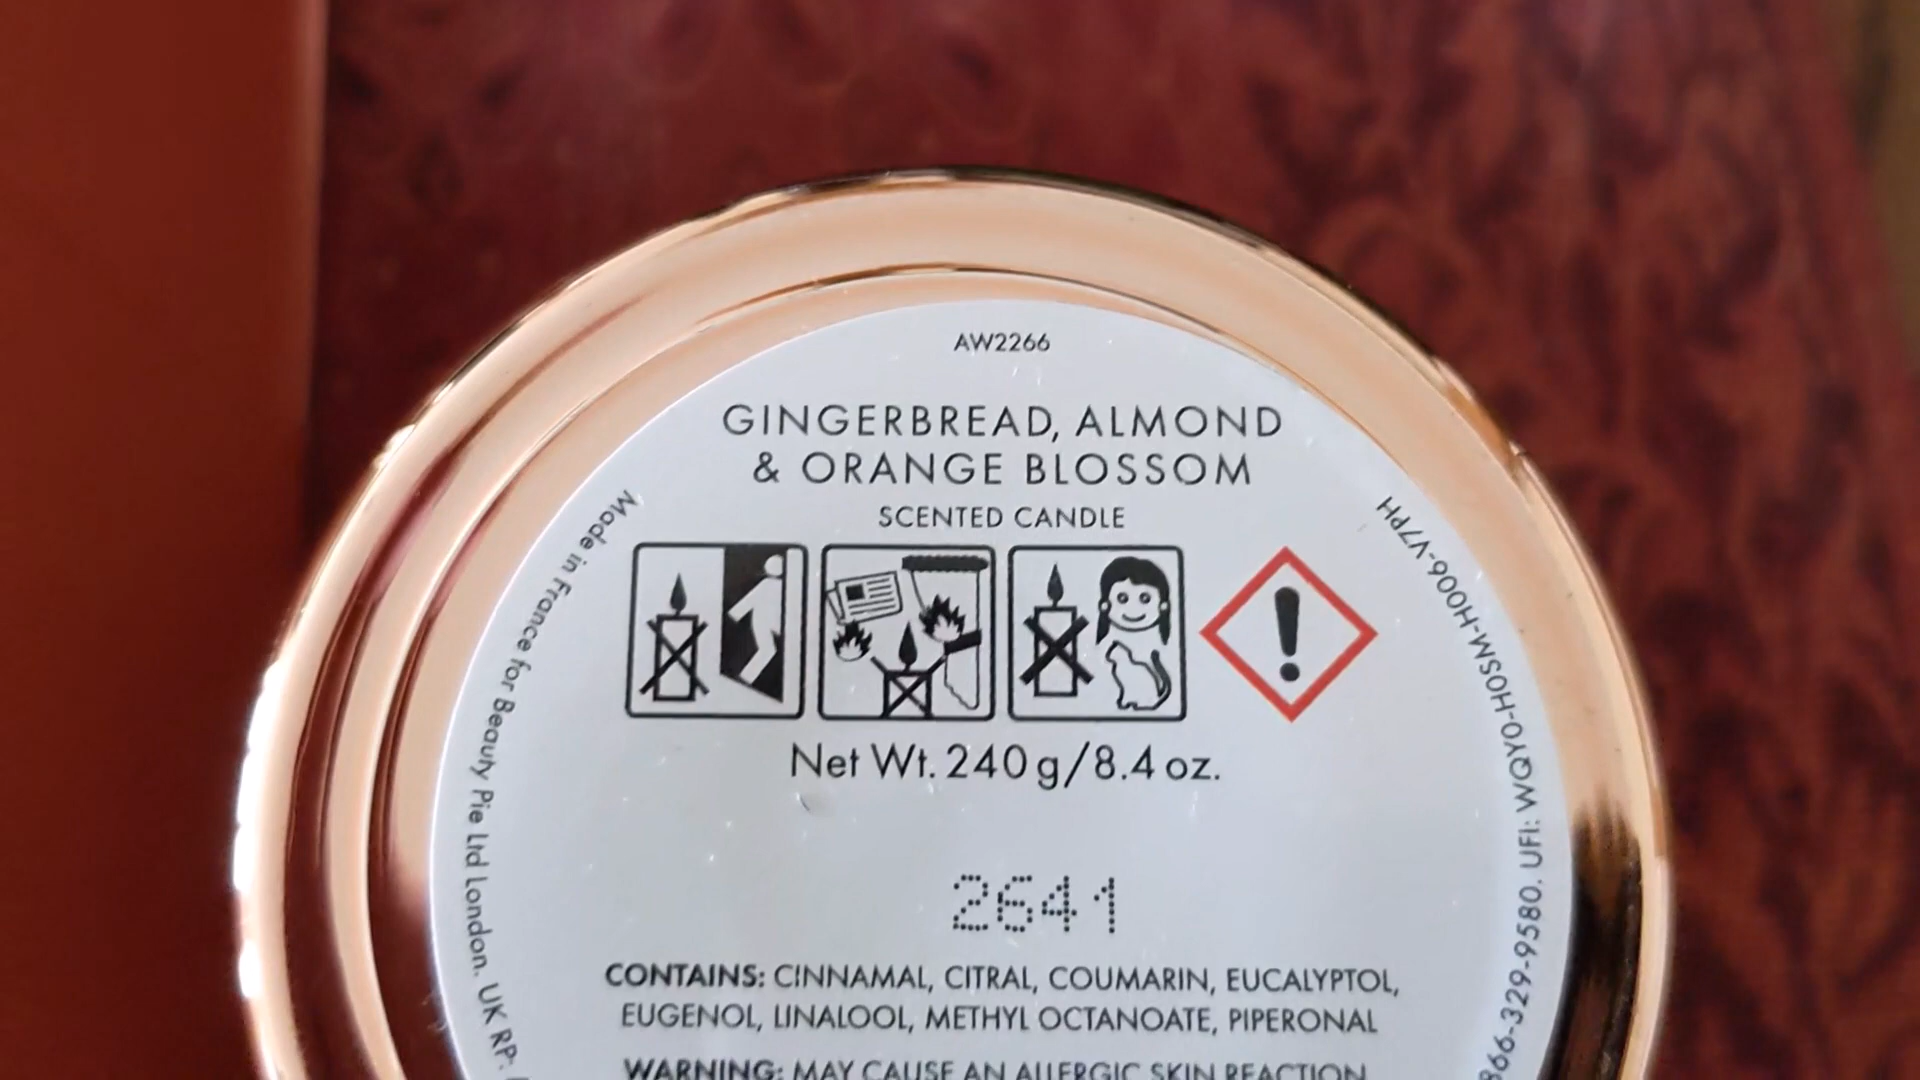 AW2266
GINGERBREAD, ALMOND
& ORANGE BLOSSOM
SCENTED CANDLE
Net Wt. 240 g/8.4 oz.
2641
CONTAINS: CINNAMAL, CITRAL, COUMARIN, EUCALYPTOL,
EUGENOL, LINALOOL, METHYL OCTANOATE, PIPERONAL
WARNING: MAY CAUSE AN ALLERGIC SKIN REACTION
Made in France for Beauty Pie Ltd London. UK RP:
866-329-9580. UFI: WQY0-H0SM-H006-V7PH